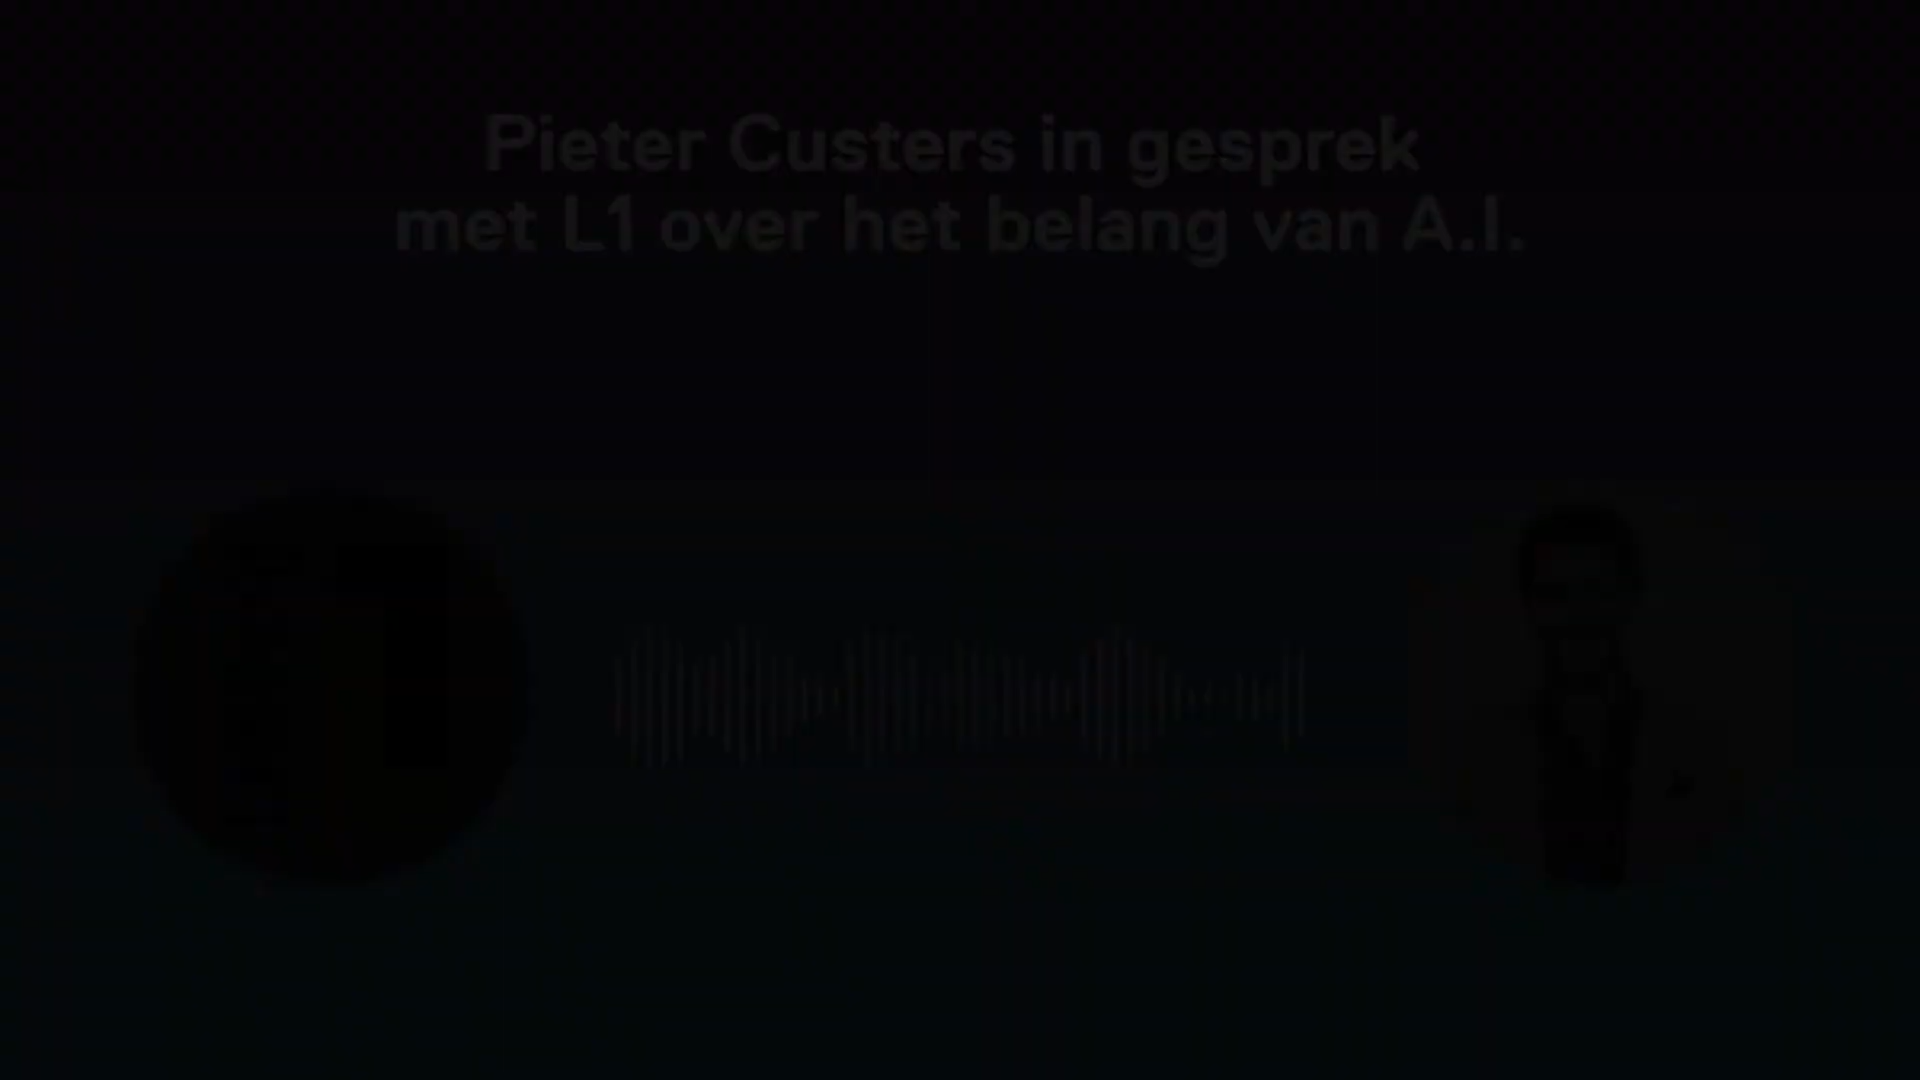 Pieter Custers in gesprek
met L1 over het belang van A.I.